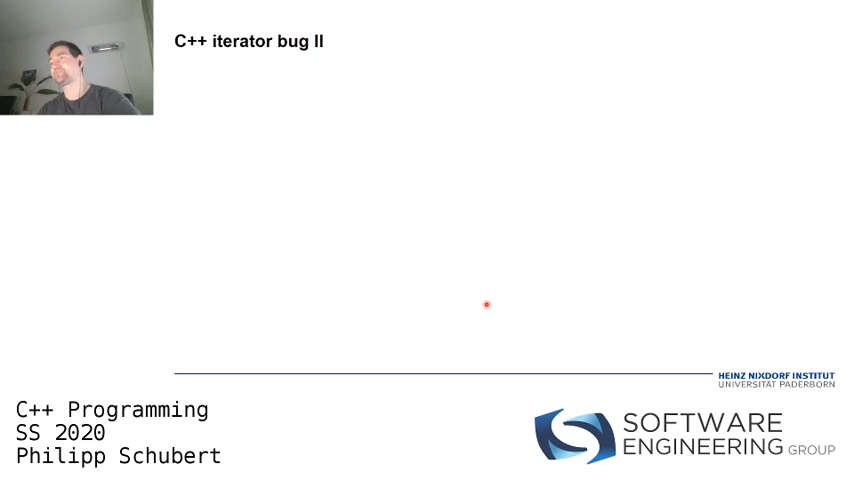 C++ iterator bug II
HEINZ NIXDORF INSTITUT
UNIVERSITÄT PADERBORN
C++ Programming
SS 2020
Philipp Schubert
SOFTWARE
ENGINEERING GROUP